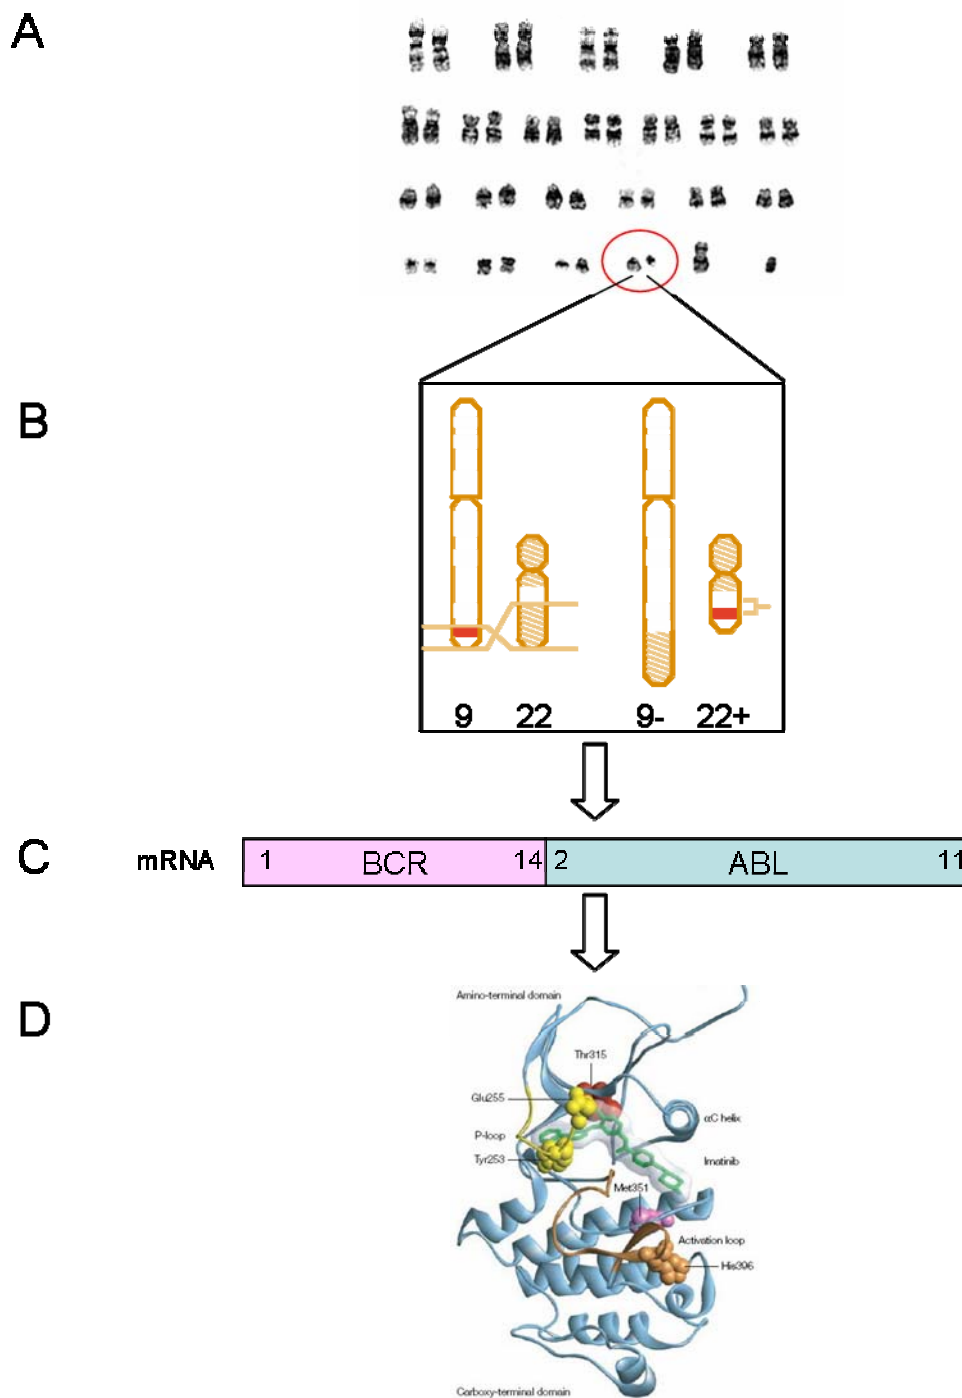 A
B
9 22 9- 22+
C mRNA 1 BCR 14 2 ABL 11
D
Amino-terminal domain
Thr315
Glu255
αC helix
P-loop
Tyr253
Imatinib
Met351
Activation loop
His396
Carboxy-terminal domain